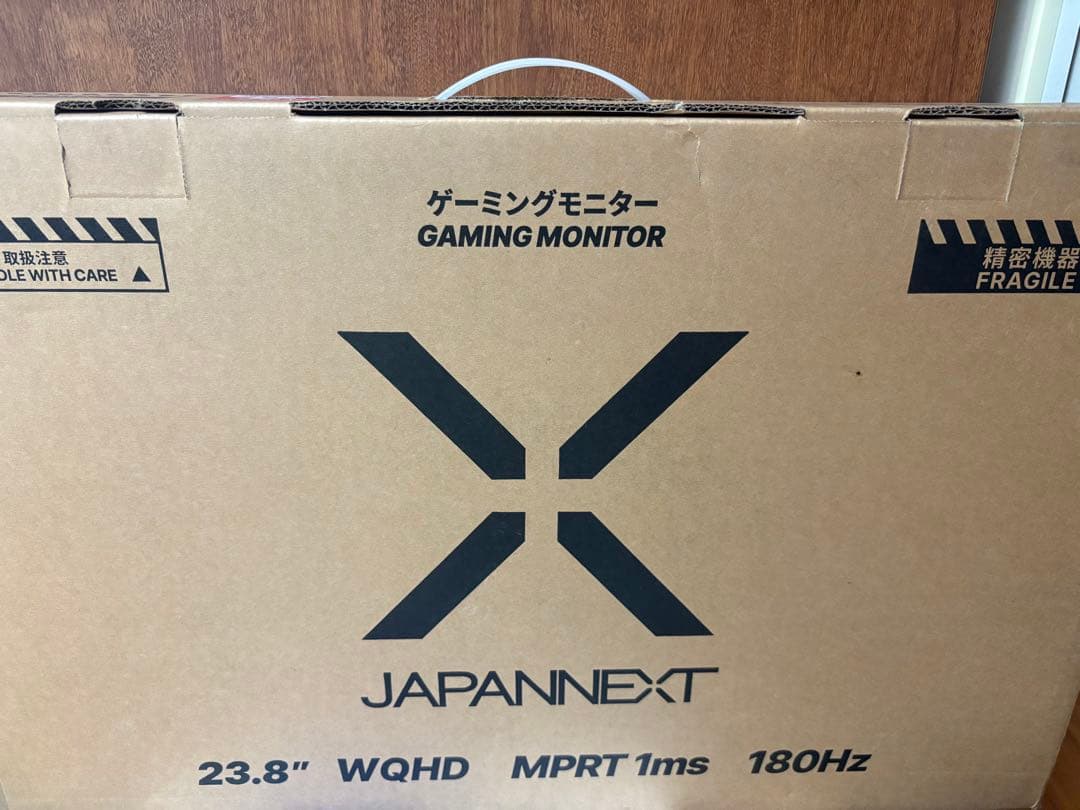 ゲーミングモニター
GAMING MONITOR
取扱注意
WITH CARE
精密機器
FRAGILE
JAPANNEXT
23.8" WQHD MPRT 1ms 180Hz